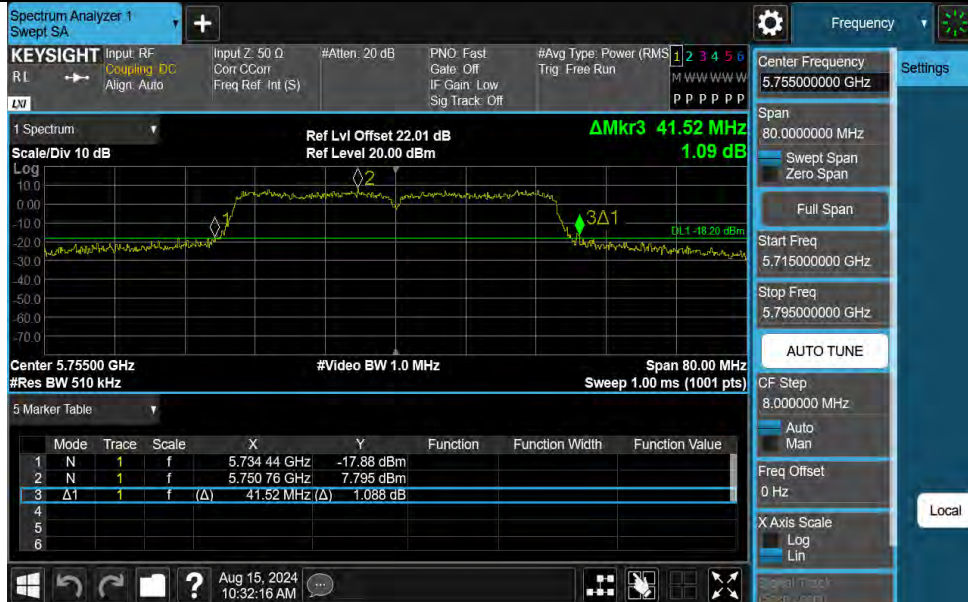 Spectrum Analyzer 1
Swept SA
Frequency
KEYSIGHT
RL
LXI
Input: RF
Coupling: DC
Align: Auto
Input Z: 50 Ω
Corr CCorr
Freq Ref: Int (S)
#Atten: 20 dB
PNO: Fast
Gate: Off
IF Gain: Low
Sig Track: Off
#Avg Type: Power (RMS
Trig: Free Run
1 2 3 4 5 6
M W W W W W
P P P P P P
Center Frequency
5.755000000 GHz
Settings
Span
80.0000000 MHz
Swept Span
Zero Span
Full Span
Start Freq
5.715000000 GHz
Stop Freq
5.795000000 GHz
AUTO TUNE
CF Step
8.000000 MHz
Auto
Man
Freq Offset
0 Hz
X Axis Scale
Log
Lin
Signal Track
Local
1 Spectrum
Scale/Div 10 dB
Ref Lvl Offset 22.01 dB
Ref Level 20.00 dBm
ΔMkr3 41.52 MHz
1.09 dB
Log
10.0
0.00
-10.0
-20.0
-30.0
-40.0
-50.0
-60.0
-70.0
1
2
3Δ1
DL1 -18.20 dBm
Center 5.75500 GHz
#Video BW 1.0 MHz
Span 80.00 MHz
#Res BW 510 kHz
Sweep 1.00 ms (1001 pts)
5 Marker Table
Mode Trace Scale X Y Function Function Width Function Value
1 N 1 f 5.734 44 GHz -17.88 dBm
2 N 1 f 5.750 76 GHz 7.795 dBm
3 Δ1 1 f (Δ) 41.52 MHz (Δ) 1.088 dB
4
5
6
?
Aug 15, 2024
10:32:16 AM